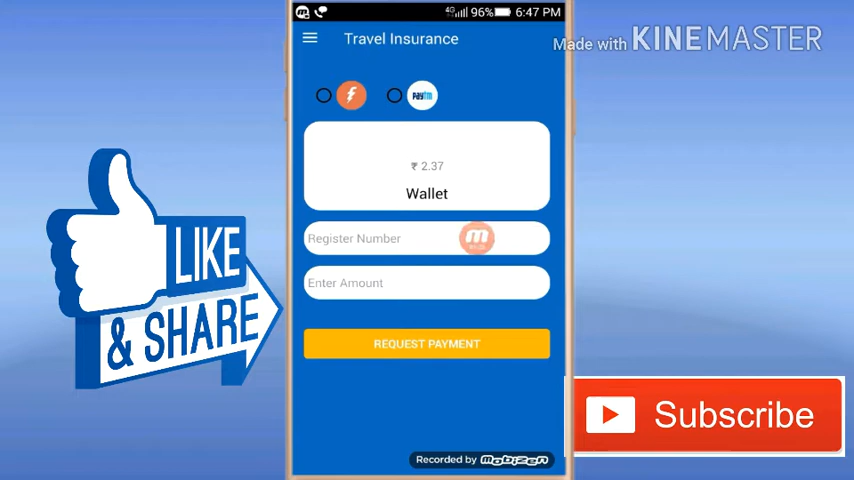 4G 96% 6:47 PM
Travel Insurance
Made with KINEMASTER
paytm
₹ 2.37
Wallet
Register Number
Enter Amount
REQUEST PAYMENT
LIKE
& SHARE
Subscribe
Recorded by mobizen